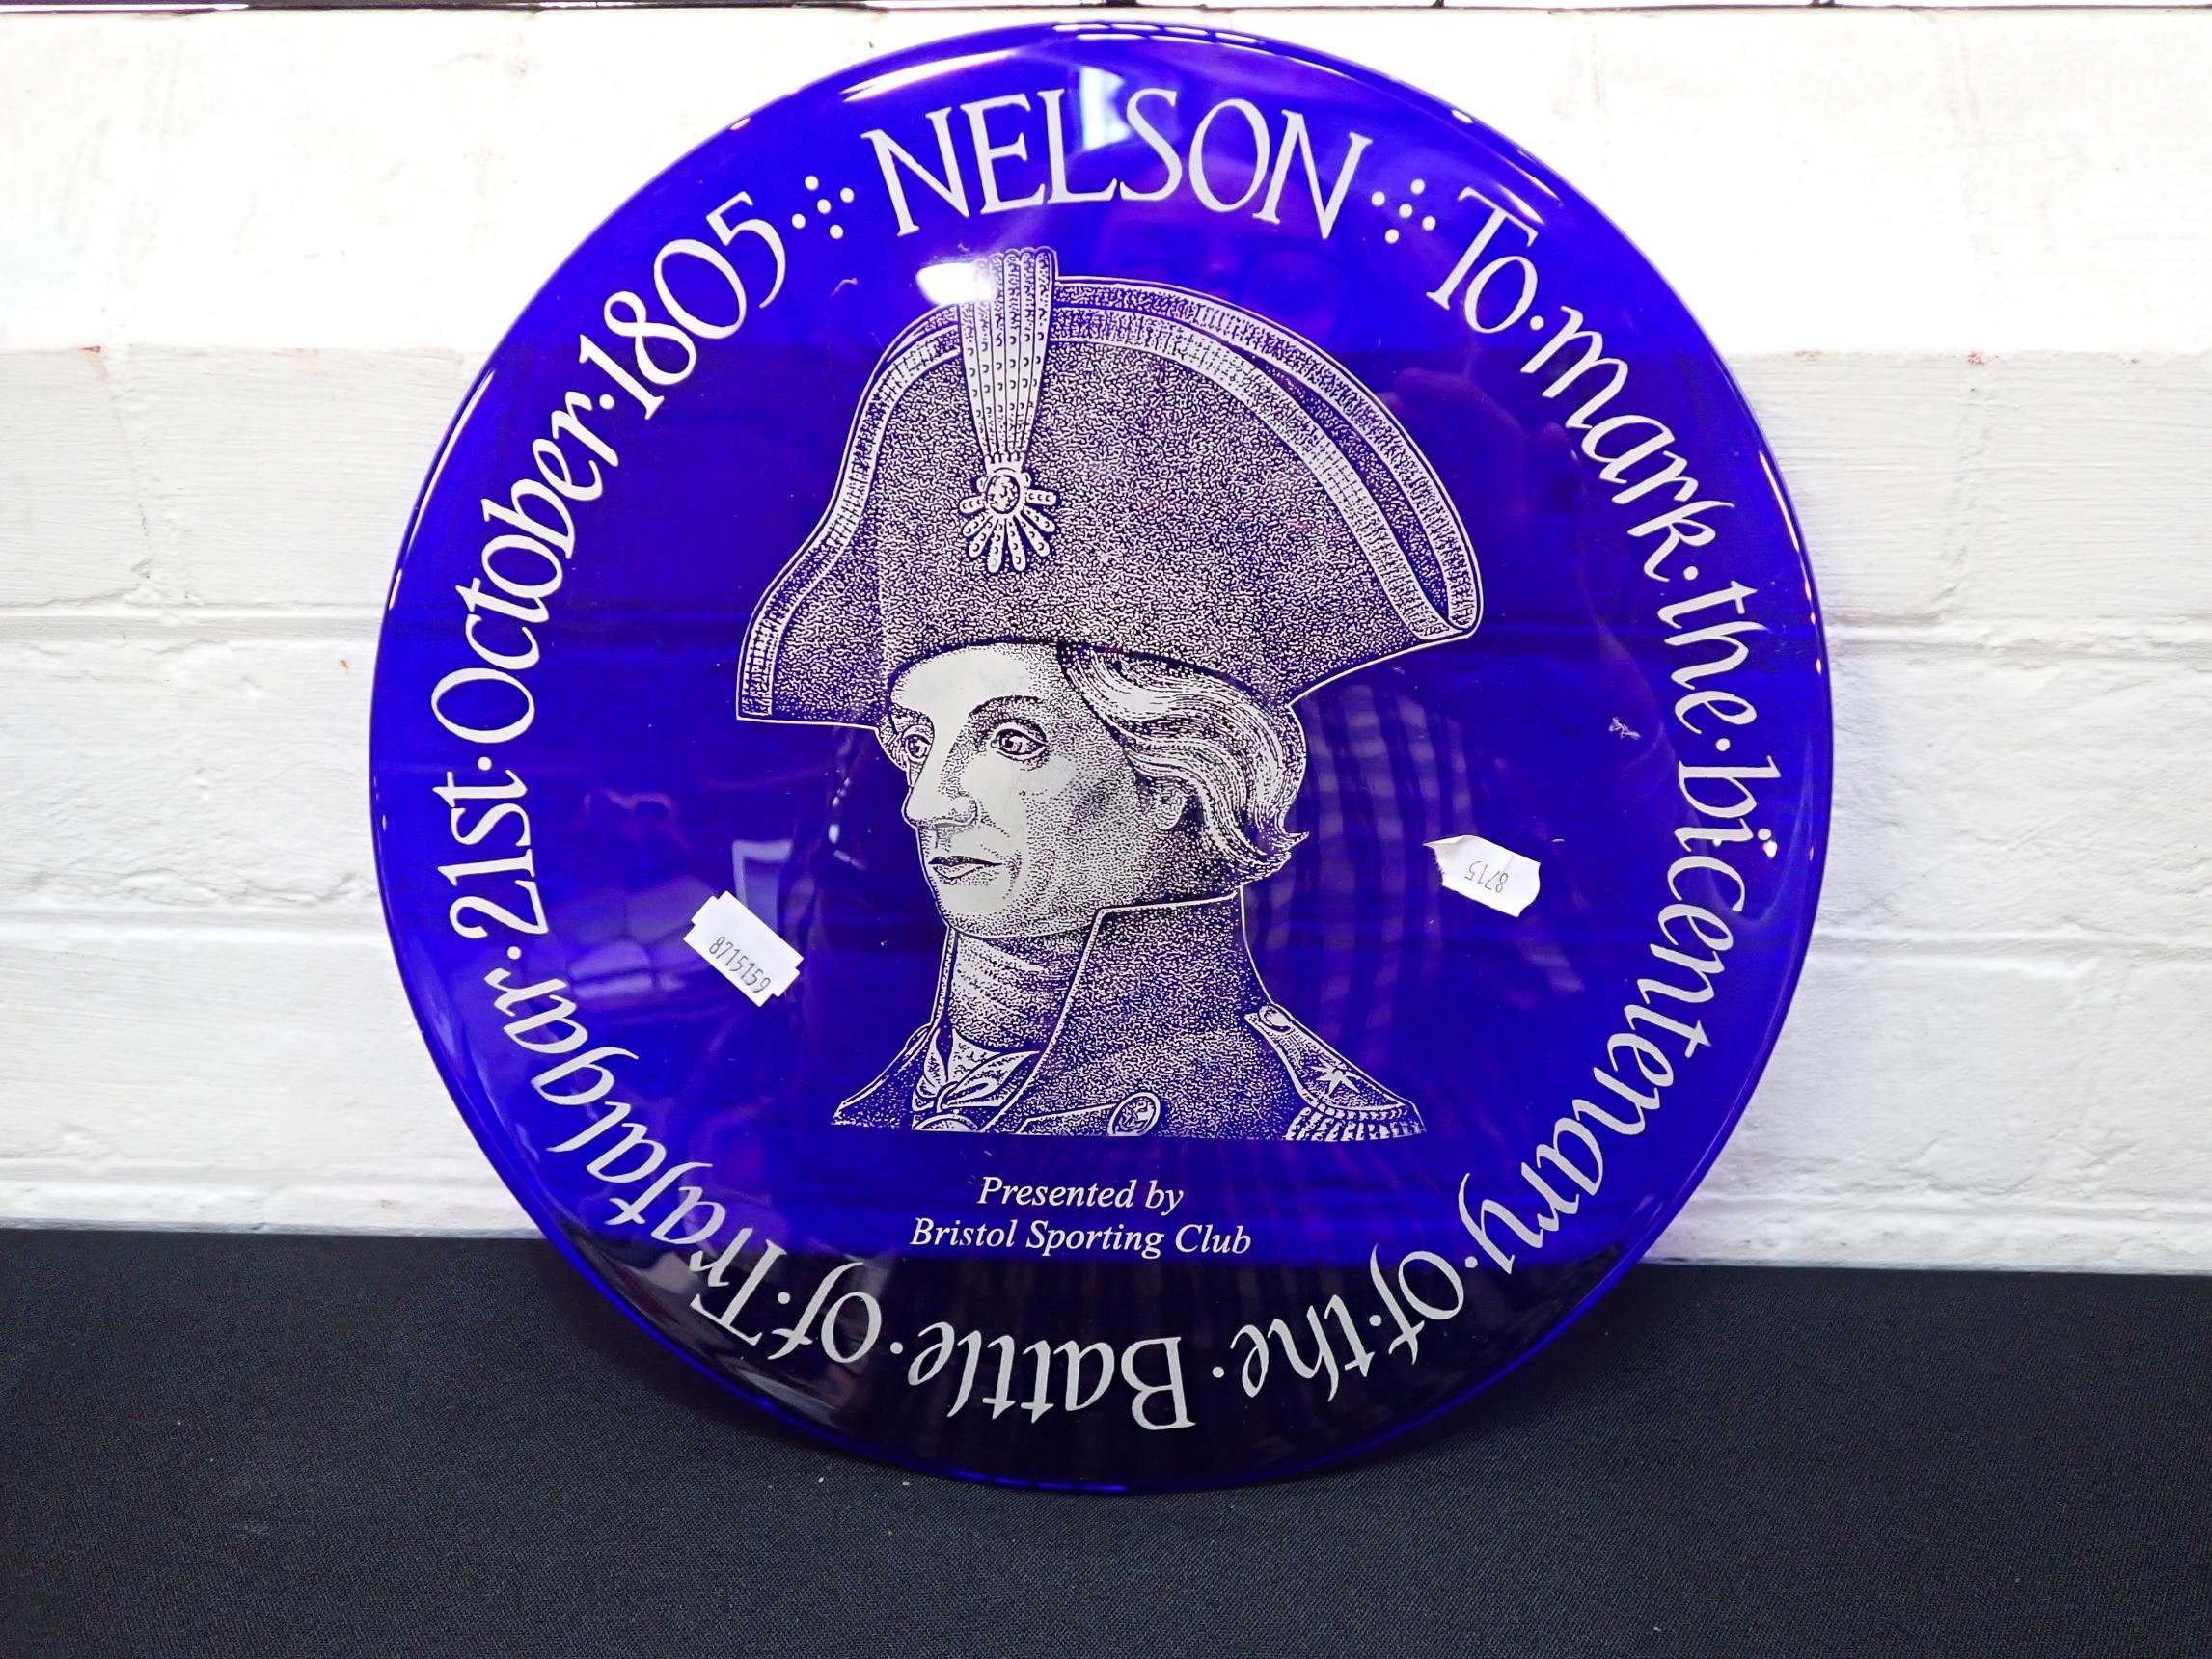 NELSON
To·mark·the·bicentenary·of·the·Battle·of·Trafalgar·21st·October·1805
Presented by
Bristol Sporting Club
8715159
8715